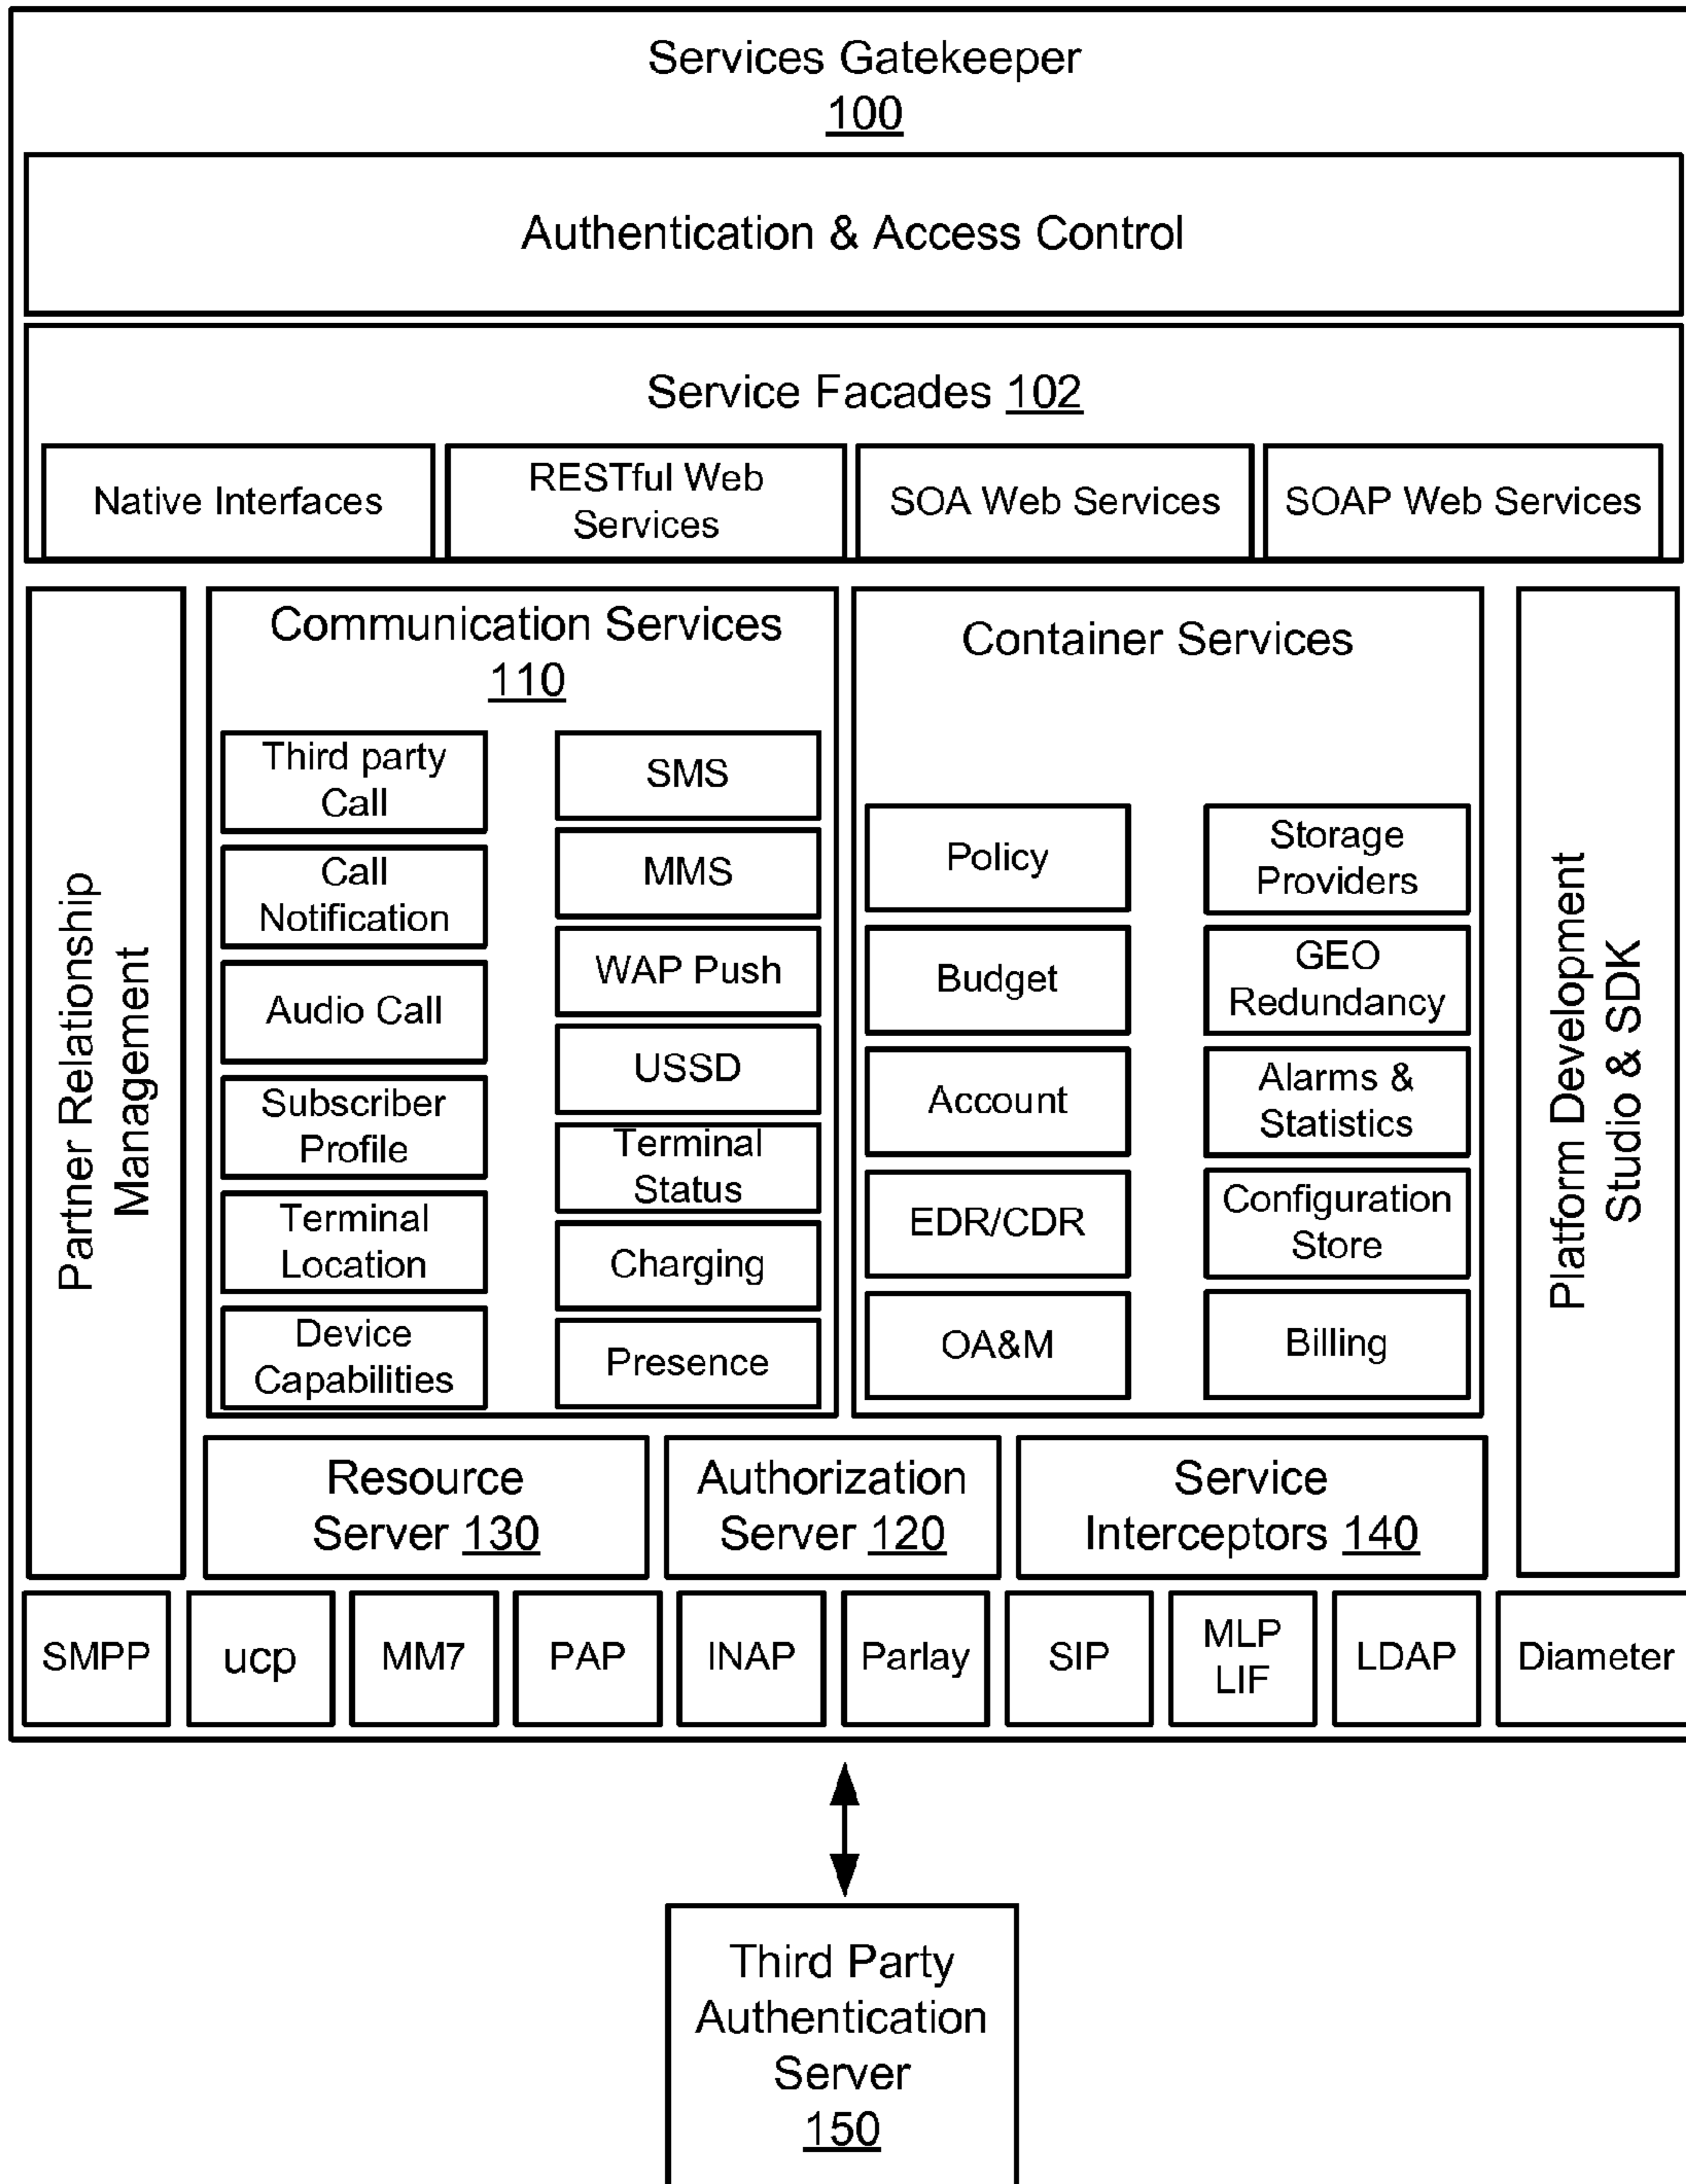 Services Gatekeeper
100
Authentication & Access Control
Service Facades 102
Native Interfaces
RESTful Web
Services
SOA Web Services
SOAP Web Services
Partner Relationship
Management
Communication Services
110
Third party
Call
Call
Notification
Audio Call
Subscriber
Profile
Terminal
Location
Device
Capabilities
SMS
MMS
WAP Push
USSD
Terminal
Status
Charging
Presence
Container Services
Policy
Budget
Account
EDR/CDR
OA&M
Storage
Providers
GEO
Redundancy
Alarms &
Statistics
Configuration
Store
Billing
Platform Development
Studio & SDK
Resource
Server 130
Authorization
Server 120
Service
Interceptors 140
SMPP
ucp
MM7
PAP
INAP
Parlay
SIP
MLP
LIF
LDAP
Diameter
Third Party
Authentication
Server
150